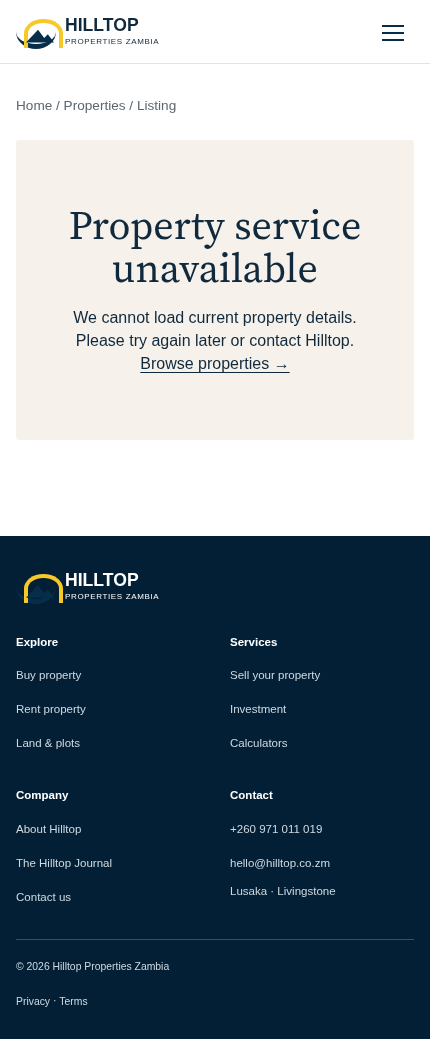 HILLTOP
PROPERTIES ZAMBIA
Home / Properties / Listing
Property service
unavailable
We cannot load current property details.
Please try again later or contact Hilltop.
Browse properties →
HILLTOP
PROPERTIES ZAMBIA
Explore
Buy property
Rent property
Land & plots
Services
Sell your property
Investment
Calculators
Company
About Hilltop
The Hilltop Journal
Contact us
Contact
+260 971 011 019
hello@hilltop.co.zm
Lusaka · Livingstone
© 2026 Hilltop Properties Zambia
Privacy · Terms